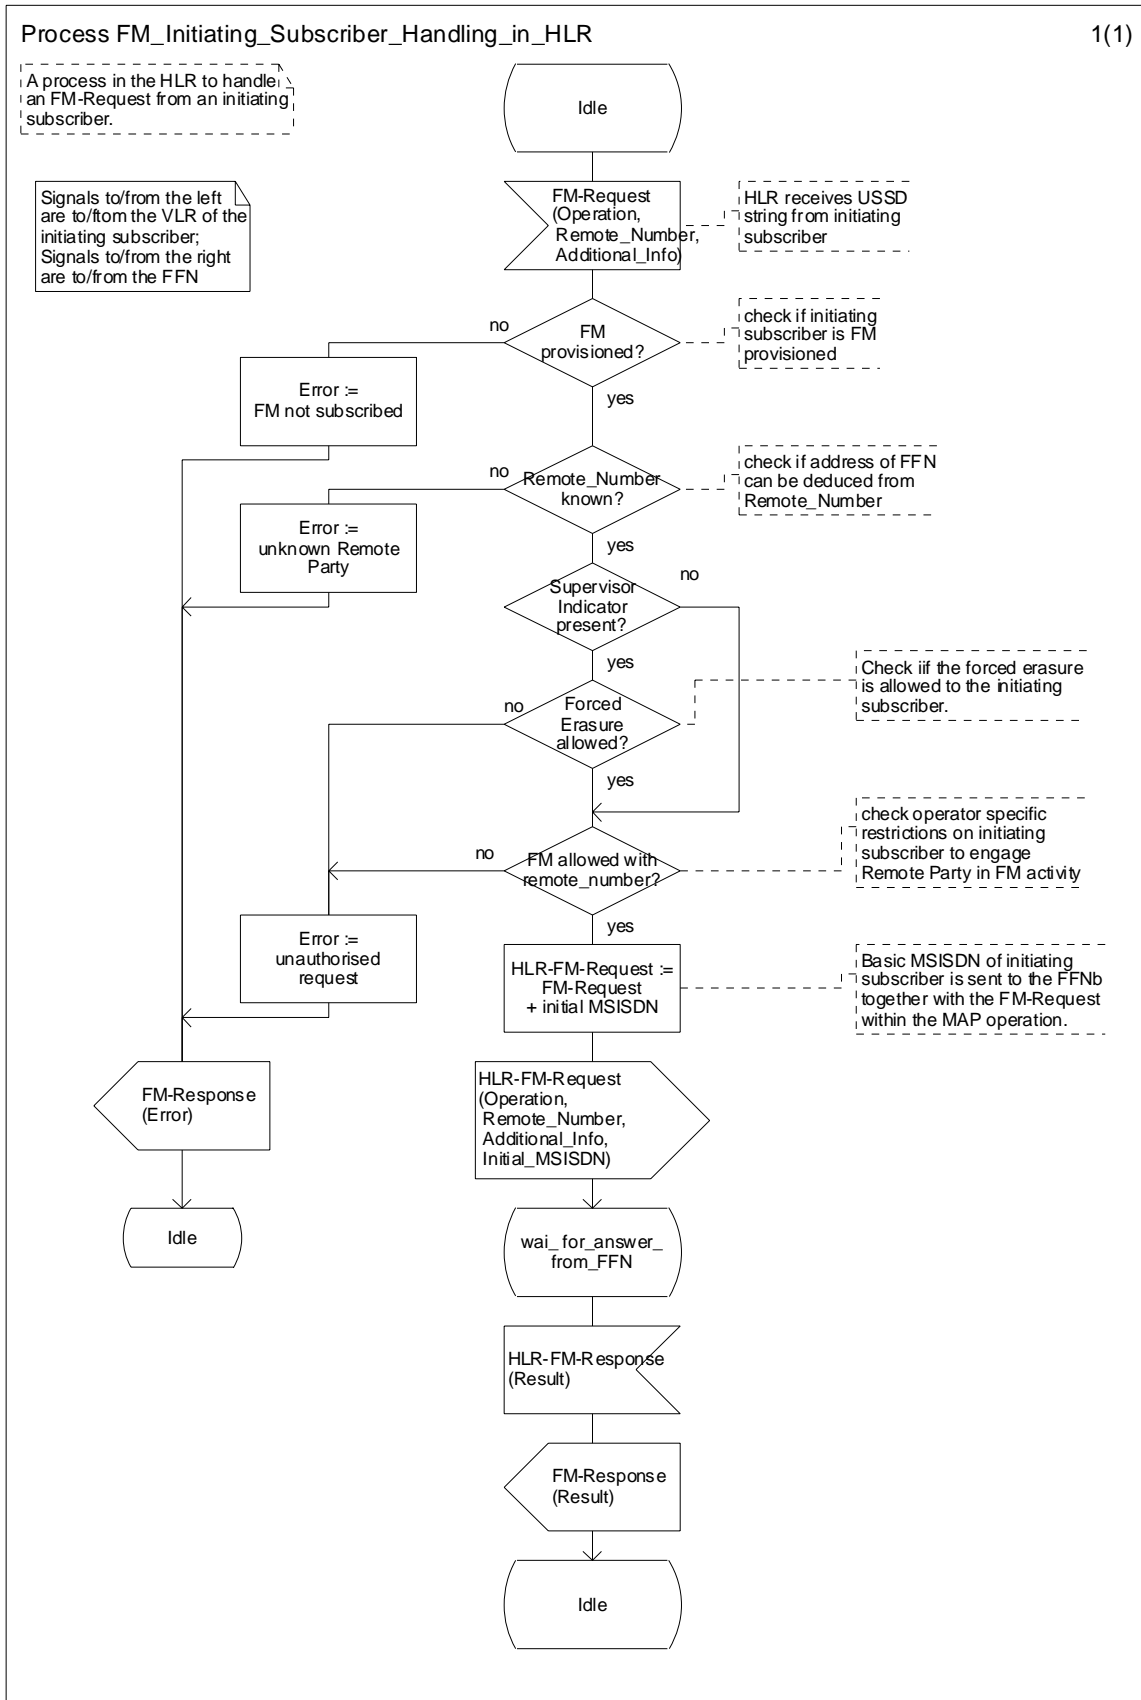 Process FM_Initiating_Subscriber_Handling_in_HLR
1(1)
A process in the HLR to handle
an FM-Request from an initiating
subscriber.
Idle
Signals to/from the left
are to/ftom the VLR of the
initiating subscriber;
Signals to/from the right
are to/from the FFN
FM-Request
(Operation,
Remote_Number,
Additional_Info)
HLR receives USSD
string from initiating
subscriber
no
FM
provisioned?
check if initiating
subscriber is FM
provisioned
Error :=
FM not subscribed
yes
no
Remote_Number
known?
check if address of FFN
can be deduced from
Remote_Number
Error :=
unknown Remote
Party
yes
Supervisor
Indicator
present?
no
yes
Check iif the forced erasure
is allowed to the initiating
subscriber.
no
Forced
Erasure
allowed?
yes
check operator specific
restrictions on initiating
subscriber to engage
Remote Party in FM activity
no
FM allowed with
remote_number?
yes
Error :=
unauthorised
request
HLR-FM-Request :=
FM-Request
+ initial MSISDN
Basic MSISDN of initiating
subscriber is sent to the FFNb
together with the FM-Request
within the MAP operation.
FM-Response
(Error)
HLR-FM-Request
(Operation,
Remote_Number,
Additional_Info,
Initial_MSISDN)
Idle
wai_for_answer_
from_FFN
HLR-FM-Response
(Result)
FM-Response
(Result)
Idle